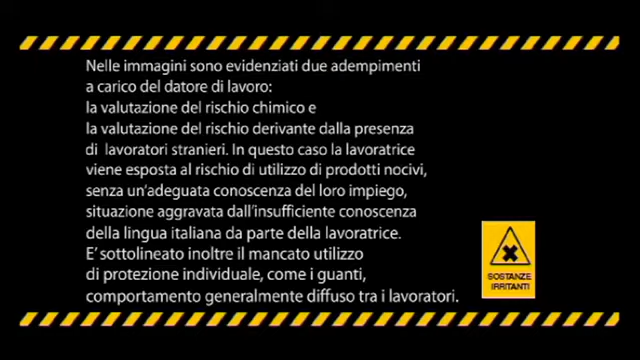 Nelle immagini sono evidenziati due adempimenti
a carico del datore di lavoro:
la valutazione del rischio chimico e
la valutazione del rischio derivante dalla presenza
di lavoratori stranieri. In questo caso la lavoratrice
viene esposta al rischio di utilizzo di prodotti nocivi,
senza un'adeguata conoscenza del loro impiego,
situazione aggravata dall'insufficiente conoscenza
della lingua italiana da parte della lavoratrice.
E' sottolineato inoltre il mancato utilizzo
di protezione individuale, come i guanti,
comportamento generalmente diffuso tra i lavoratori.
SOSTANZE
IRRITANTI